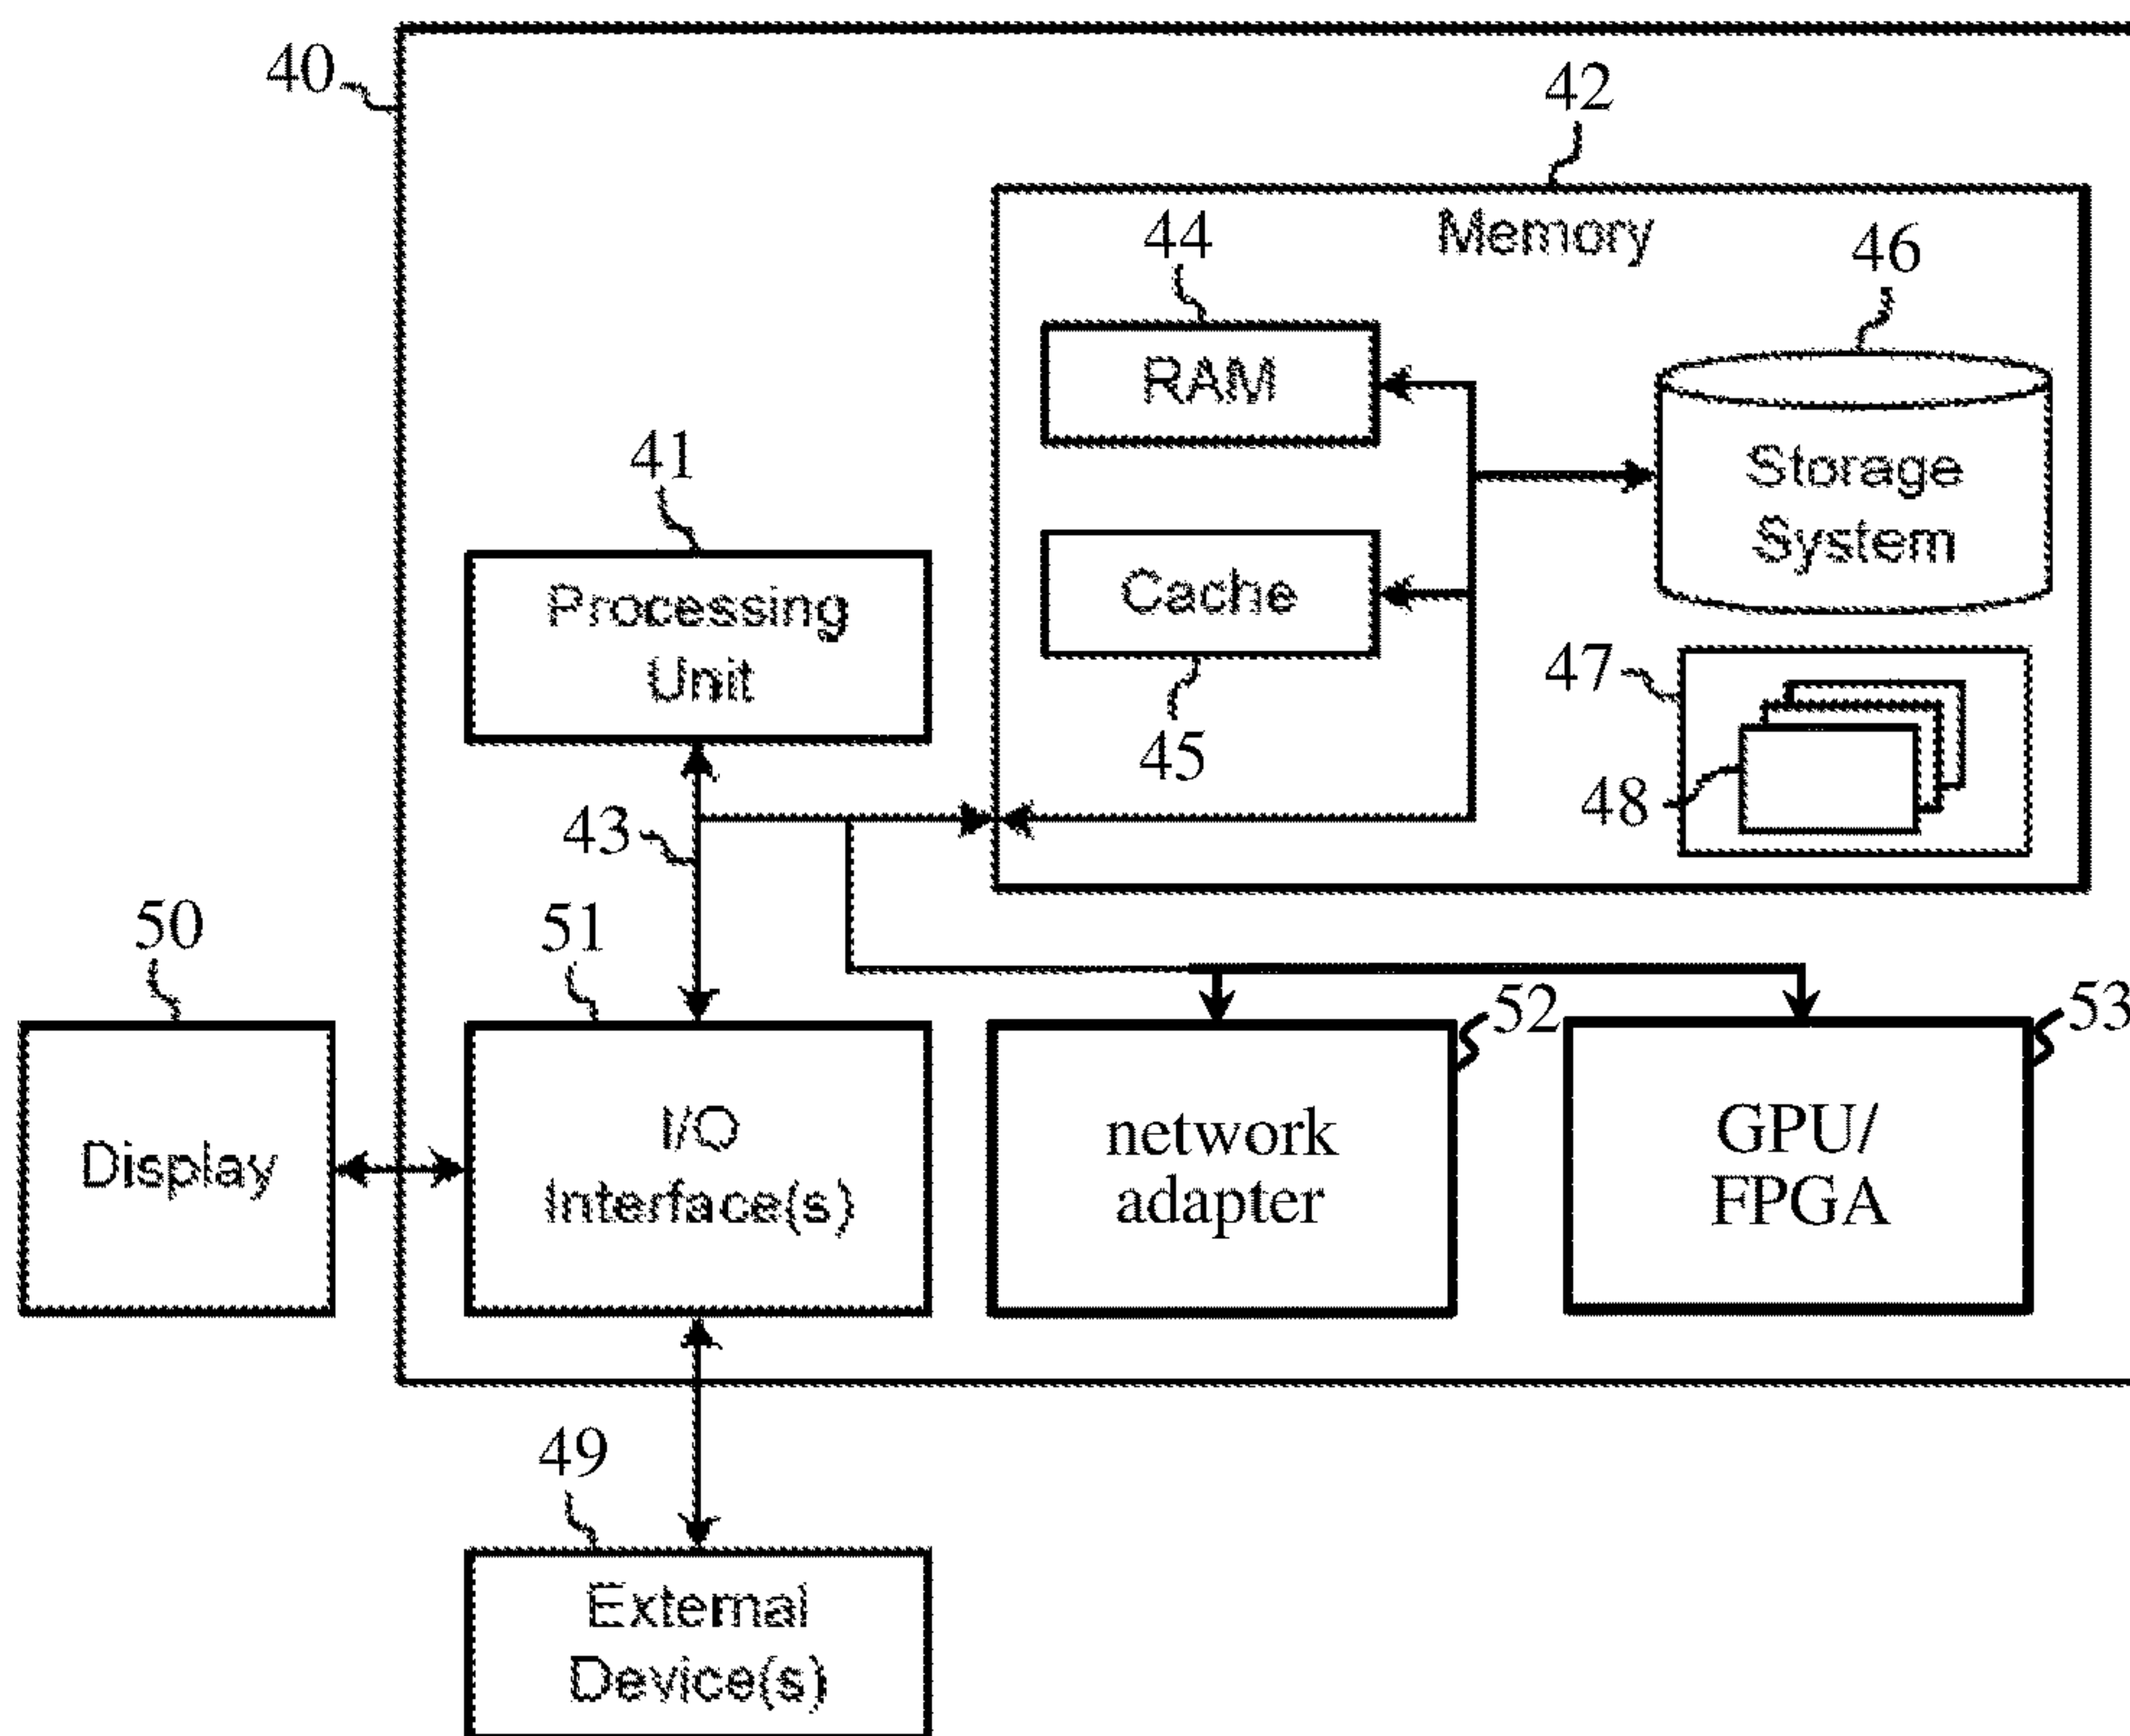 40
42
Memory
44
46
RAM
Storage
System
41
Processing
Unit
Cache
45
47
48
43
50
51
52
53
Display
I/O
Interface(s)
network
adapter
GPU/
FPGA
49
External
Device(s)